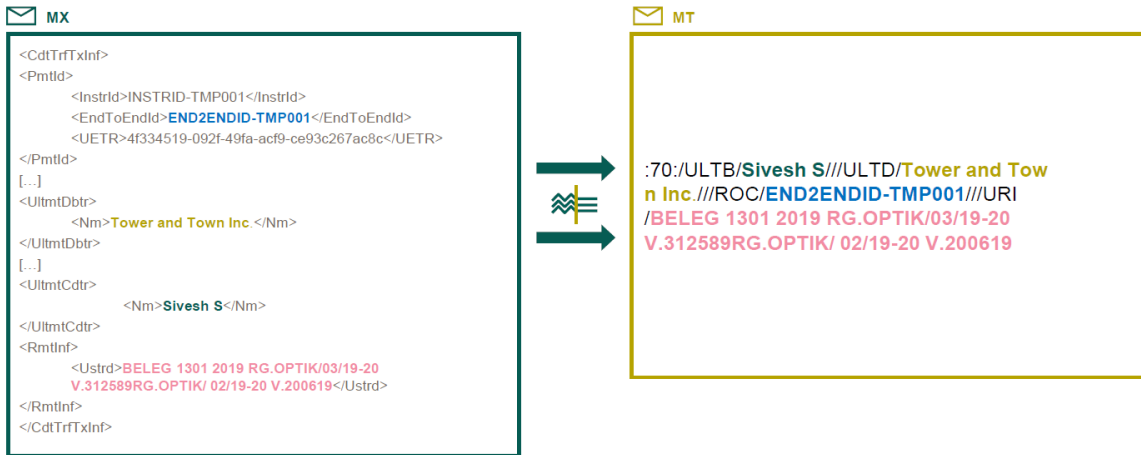 MX
<CdtTrfTxInf>
<PmtId>
<InstrId>INSTRID-TMP001</InstrId>
<EndToEndId>END2ENDID-TMP001</EndToEndId>
<UETR>4f334519-092f-49fa-acf9-ce93c267ac8c</UETR>
</PmtId>
[...]
<UltmtDbtr>
<Nm>Tower and Town Inc.</Nm>
</UltmtDbtr>
[...]
<UltmtCdtr>
<Nm>Sivesh S</Nm>
</UltmtCdtr>
<RmtInf>
<Ustrd>BELEG 1301 2019 RG.OPTIK/03/19-20
V.312589RG.OPTIK/ 02/19-20 V.200619</Ustrd>
</RmtInf>
</CdtTrfTxInf>
MT
:70:/ULTB/Sivesh S///ULTD/Tower and Tow
n Inc.///ROC/END2ENDID-TMP001///URI
/BELEG 1301 2019 RG.OPTIK/03/19-20
V.312589RG.OPTIK/ 02/19-20 V.200619